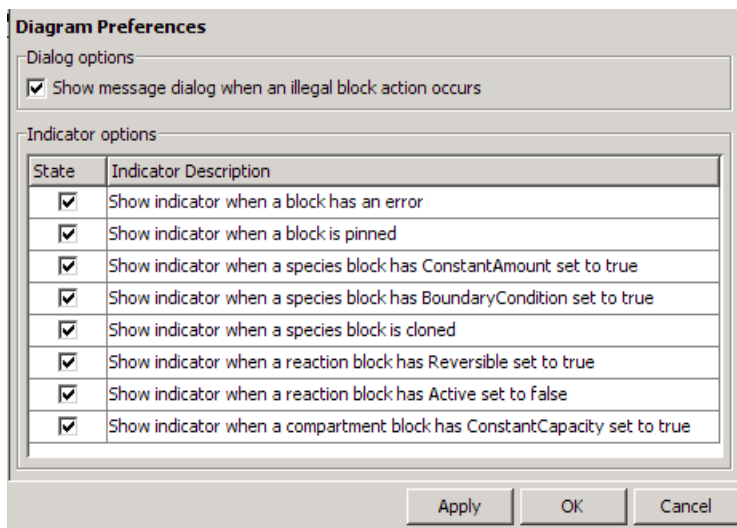 Diagram Preferences
Dialog options
Show message dialog when an illegal block action occurs
Indicator options
State Indicator Description
Show indicator when a block has an error
Show indicator when a block is pinned
Show indicator when a species block has ConstantAmount set to true
Show indicator when a species block has BoundaryCondition set to true
Show indicator when a species block is cloned
Show indicator when a reaction block has Reversible set to true
Show indicator when a reaction block has Active set to false
Show indicator when a compartment block has ConstantCapacity set to true
Apply OK Cancel